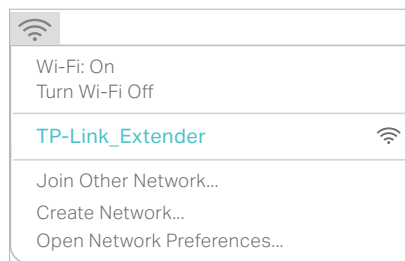 Wi-Fi: On
Turn Wi-Fi Off
TP-Link_Extender
Join Other Network...
Create Network...
Open Network Preferences...